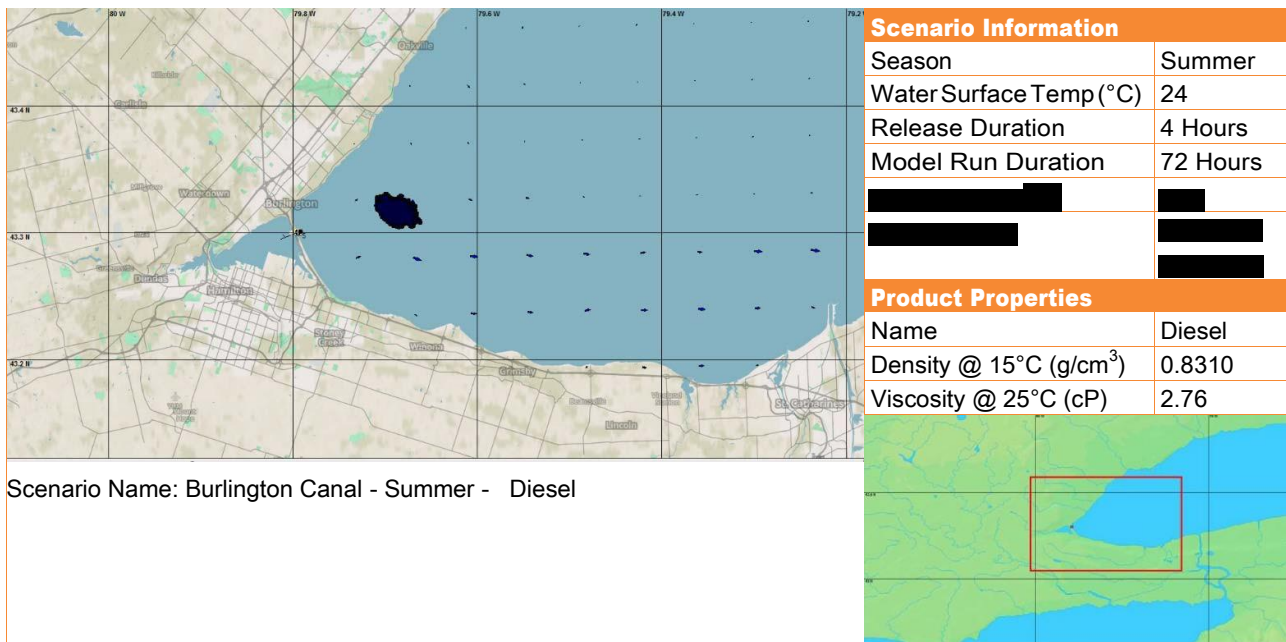 80 W
79.8 W
79.6 W
79.4 W
79.2 W
Oakville
Carlisle
43.4 N
Waterdown
Burlington
43.3 N
Dundas
Hamilton
Stoney
Creek
Winona
43.2 N
Grimsby
St. Catharines
Lincoln
Scenario Name: Burlington Canal - Summer - Diesel
Scenario Information
Season Summer
Water Surface Temp (°C) 24
Release Duration 4 Hours
Model Run Duration 72 Hours
Product Properties
Name Diesel
Density @ 15°C (g/cm³) 0.8310
Viscosity @ 25°C (cP) 2.76